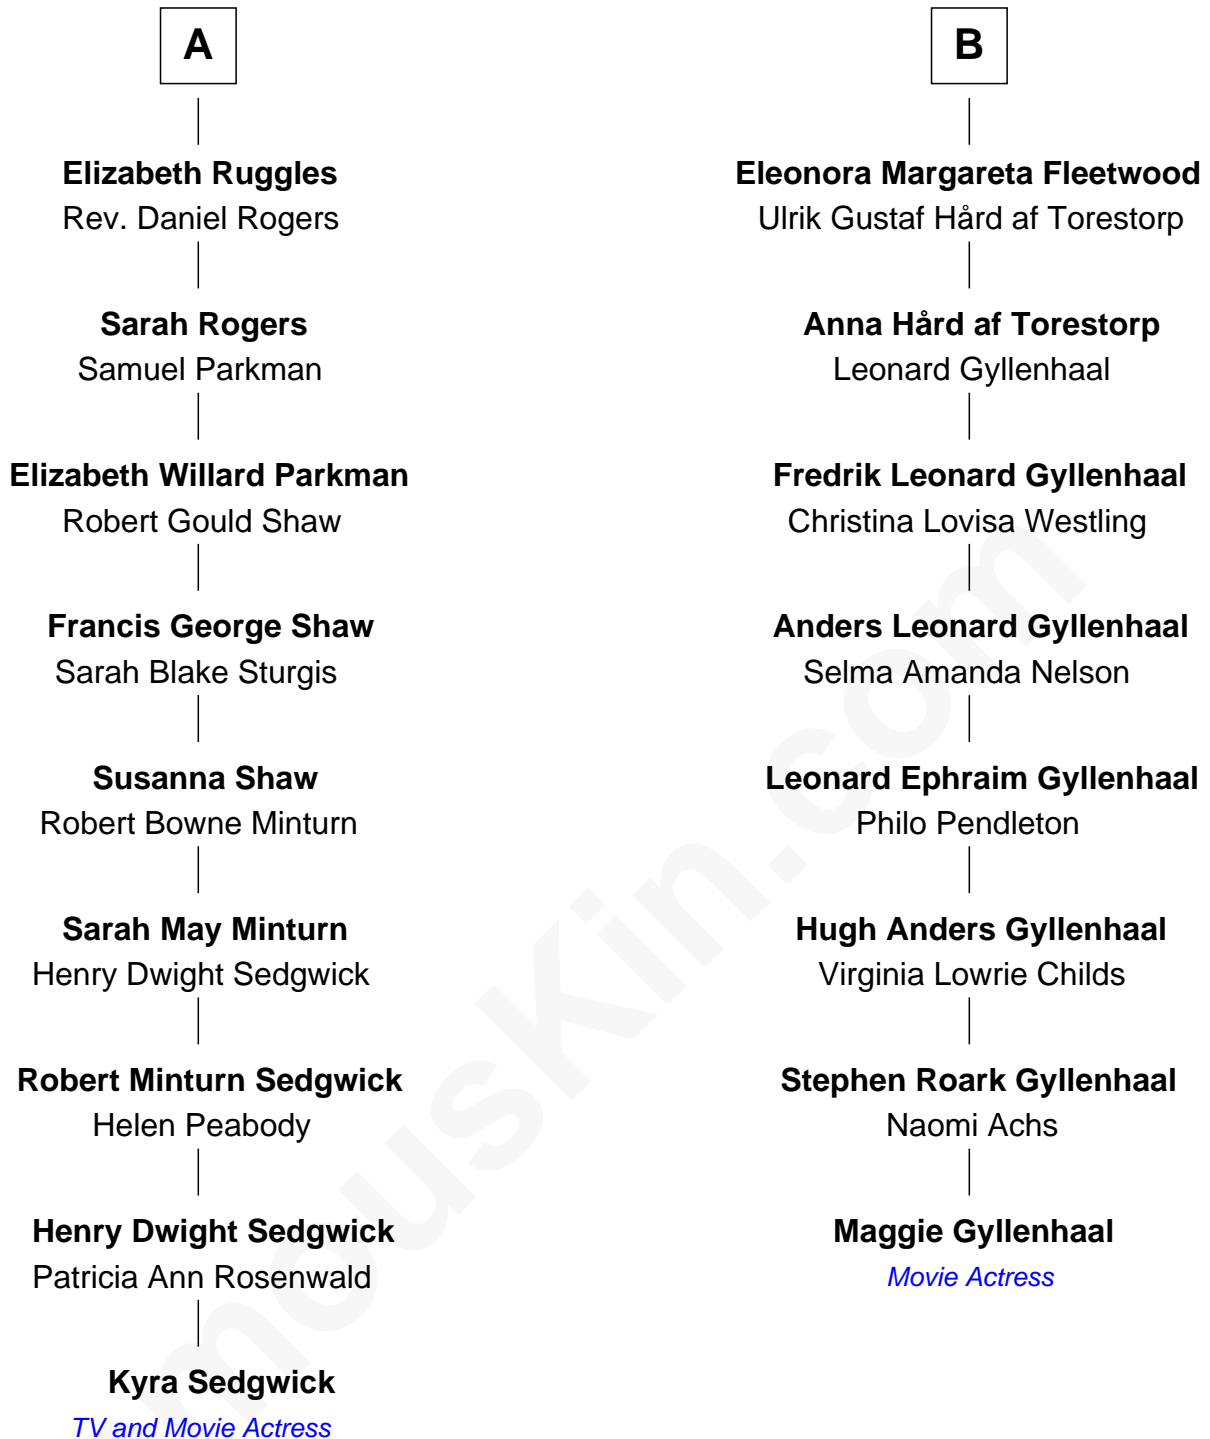 A
Elizabeth Ruggles
Rev. Daniel Rogers
Sarah Rogers
Samuel Parkman
Elizabeth Willard Parkman
Robert Gould Shaw
Francis George Shaw
Sarah Blake Sturgis
Susanna Shaw
Robert Bowne Minturn
Sarah May Minturn
Henry Dwight Sedgwick
Robert Minturn Sedgwick
Helen Peabody
Henry Dwight Sedgwick
Patricia Ann Rosenwald
Kyra Sedgwick
TV and Movie Actress
B
Eleonora Margareta Fleetwood
Ulrik Gustaf Hård af Torestorp
Anna Hård af Torestorp
Leonard Gyllenhaal
Fredrik Leonard Gyllenhaal
Christina Lovisa Westling
Anders Leonard Gyllenhaal
Selma Amanda Nelson
Leonard Ephraim Gyllenhaal
Philo Pendleton
Hugh Anders Gyllenhaal
Virginia Lowrie Childs
Stephen Roark Gyllenhaal
Naomi Achs
Maggie Gyllenhaal
Movie Actress
mousKin.com